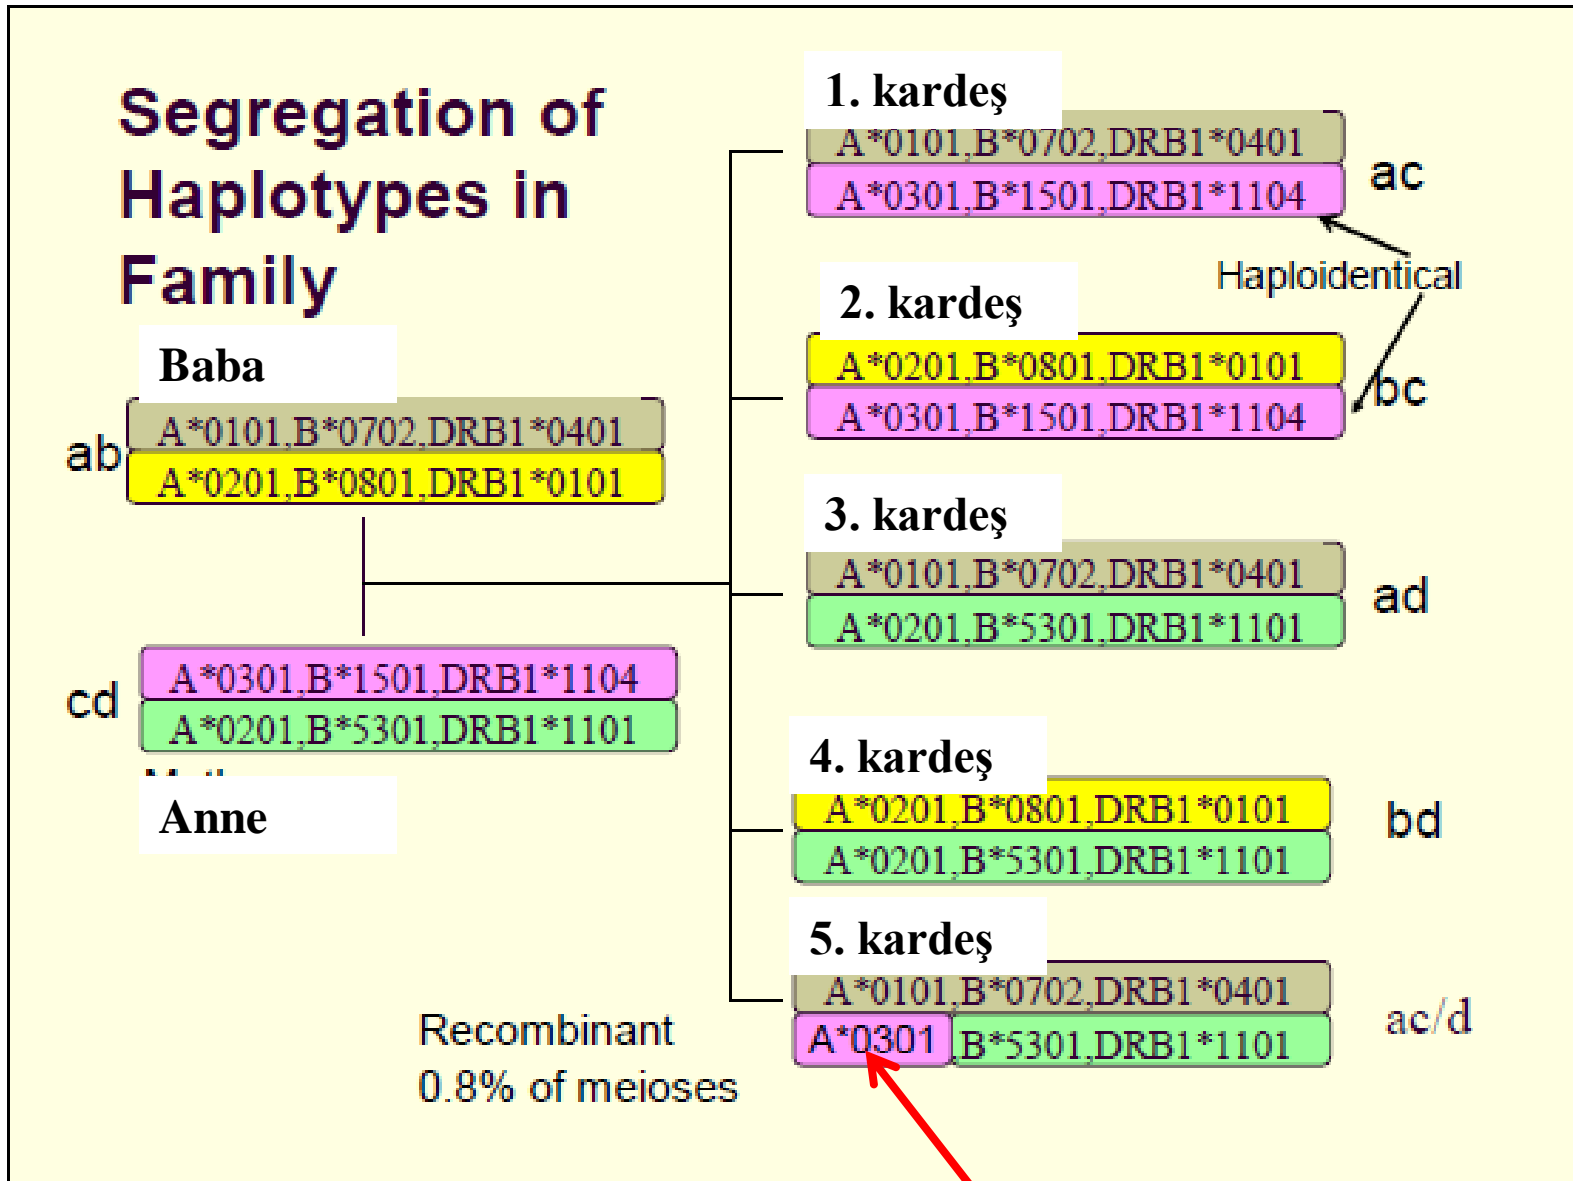 Segregation of
Haplotypes in
Family
Baba
ab
A*0101,B*0702,DRB1*0401
A*0201,B*0801,DRB1*0101
cd
A*0301,B*1501,DRB1*1104
A*0201,B*5301,DRB1*1101
Anne
1. kardeş
A*0101,B*0702,DRB1*0401
A*0301,B*1501,DRB1*1104
ac
Haploidentical
2. kardeş
A*0201,B*0801,DRB1*0101
A*0301,B*1501,DRB1*1104
bc
3. kardeş
A*0101,B*0702,DRB1*0401
A*0201,B*5301,DRB1*1101
ad
4. kardeş
A*0201,B*0801,DRB1*0101
A*0201,B*5301,DRB1*1101
bd
5. kardeş
A*0101,B*0702,DRB1*0401
A*0301 ,B*5301,DRB1*1101
ac/d
Recombinant
0.8% of meioses